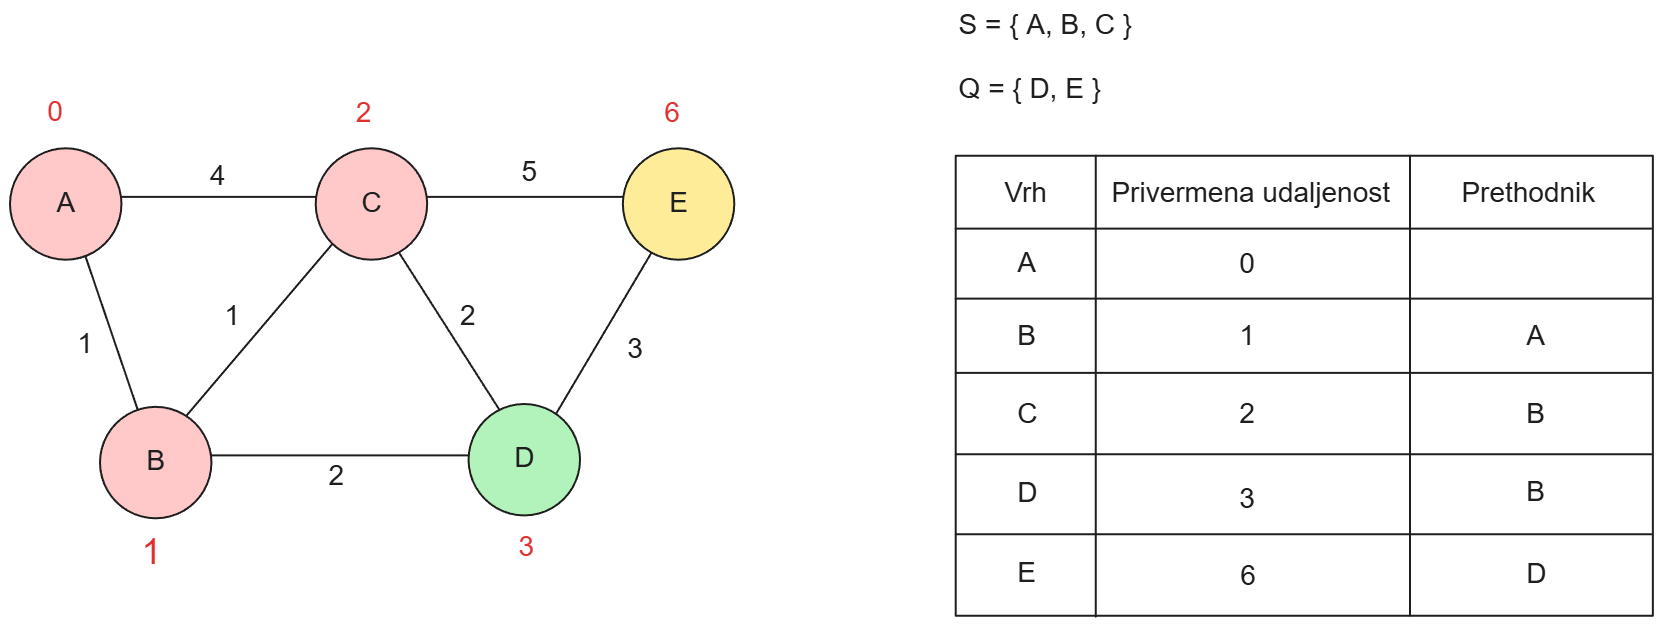 S = { A, B, C }
Q = { D, E }
0 2 6
A 4 C 5 E
1 1 2 3
B 2 D
1 3
Vrh Privermena udaljenost Prethodnik
A 0
B 1 A
C 2 B
D 3 B
E 6 D